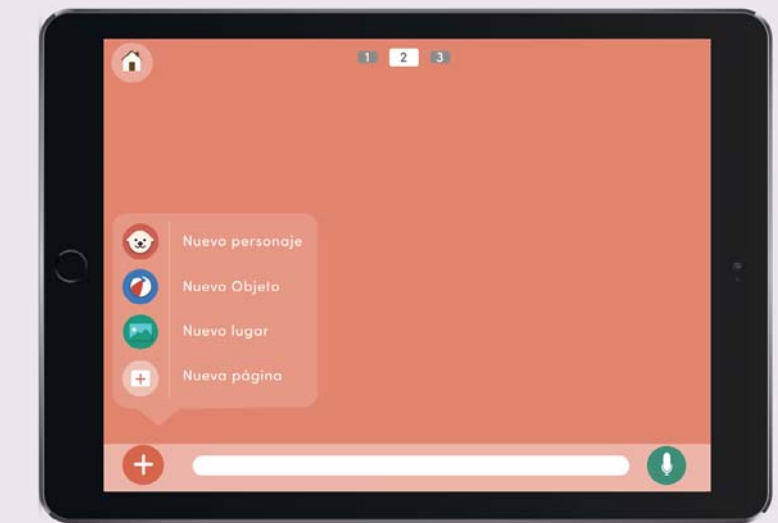 1 2 3
Nuevo personaje
Nuevo Objeto
Nuevo lugar
Nueva página